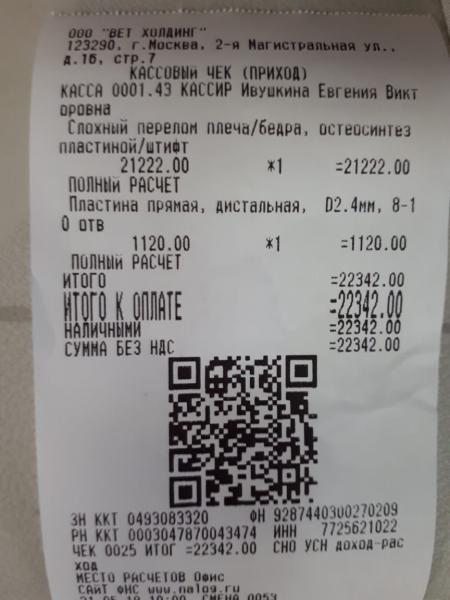 ООО "ВЕТ ХОЛДИНГ"
123290, г.Москва, 2-я Магистральная ул.,
д.16, стр.7
КАССОВЫЙ ЧЕК (ПРИХОД)
КАССА 0001.43 КАССИР Ивушкина Евгения Викт
оровна
Сложный перелом плеча/бедра, остеосинтез
пластиной/штифт
21222.00 *1 =21222.00
ПОЛНЫЙ РАСЧЕТ
Пластина прямая, дистальная, D2.4мм, 8-1
0 отв
1120.00 *1 =1120.00
ПОЛНЫЙ РАСЧЕТ
ИТОГО =22342.00
ИТОГО К ОПЛАТЕ =22342.00
НАЛИЧНЫМИ =22342.00
СУММА БЕЗ НДС =22342.00
ЗН ККТ 0493083320 ФН 9287440300270209
РН ККТ 0003047870043474 ИНН 7725621022
ЧЕК 0025 ИТОГ =22342.00 СНО УСН доход-рас
ход
МЕСТО РАСЧЕТОВ Офис
САЙТ ФНС www.nalog.ru
СМЕНА 0053